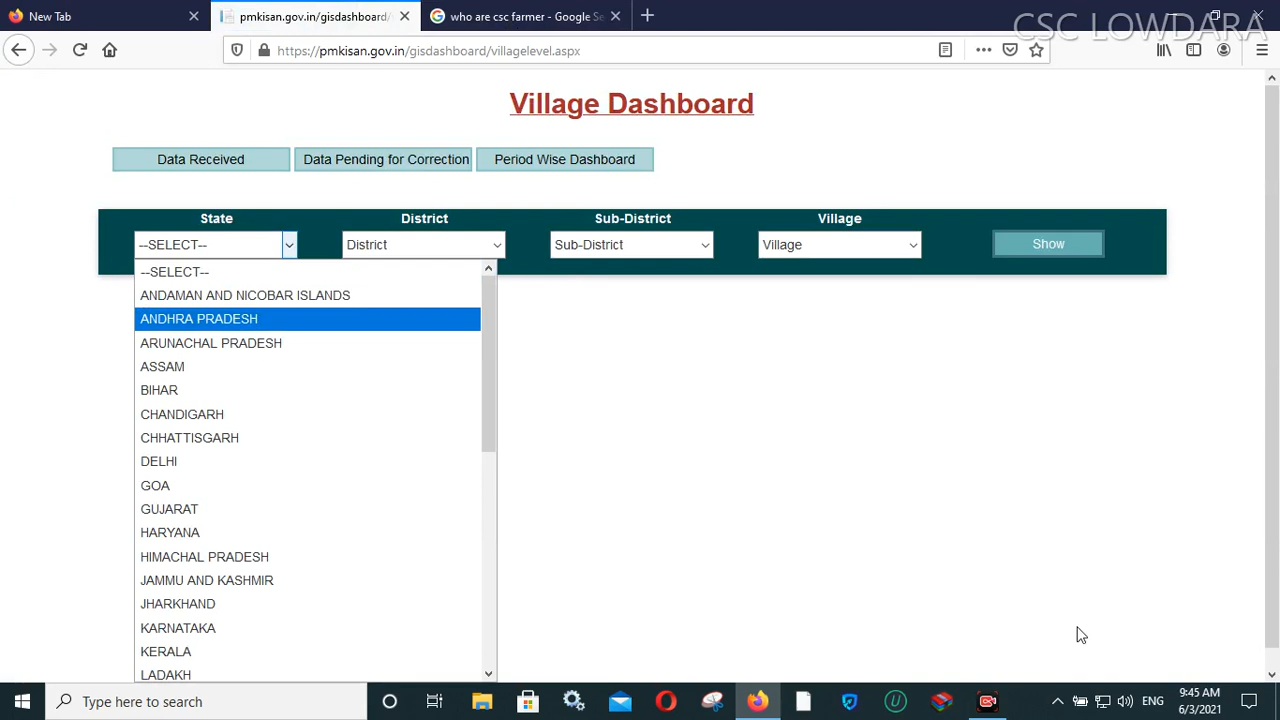 New Tab
pmkisan.gov.in/gisdashboard/
who are csc farmer - Google Se
CSC LOWDARA
https://pmkisan.gov.in/gisdashboard/villagelevel.aspx
Village Dashboard
Data Received
Data Pending for Correction
Period Wise Dashboard
State
District
Sub-District
Village
--SELECT--
District
Sub-District
Village
Show
--SELECT--
ANDAMAN AND NICOBAR ISLANDS
ANDHRA PRADESH
ARUNACHAL PRADESH
ASSAM
BIHAR
CHANDIGARH
CHHATTISGARH
DELHI
GOA
GUJARAT
HARYANA
HIMACHAL PRADESH
JAMMU AND KASHMIR
JHARKHAND
KARNATAKA
KERALA
LADAKH
Type here to search
ENG
9:45 AM
6/3/2021